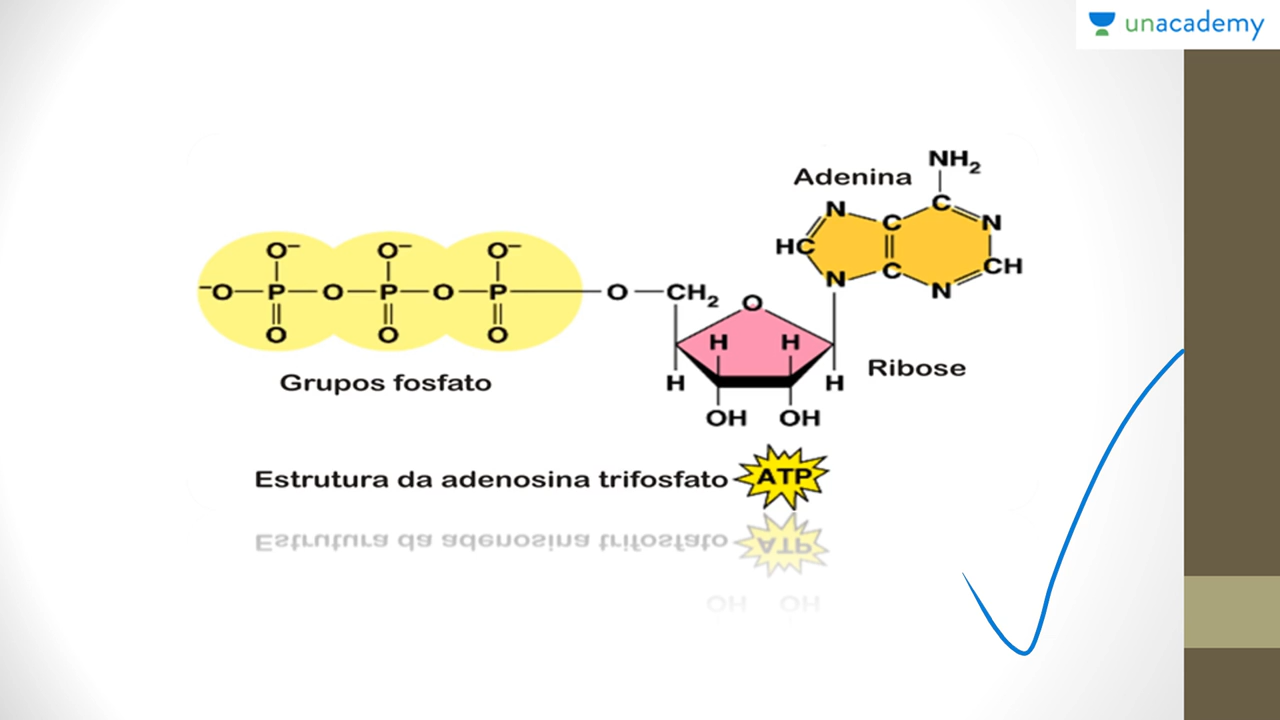 unacademy
NH2
Adenina
N C C N
HC CH
N C N
O– O– O–
–O P O P O P O CH2 O
O O O
H H
Ribose
Grupos fosfato
H H
OH OH
Estrutura da adenosina trifosfato ATP